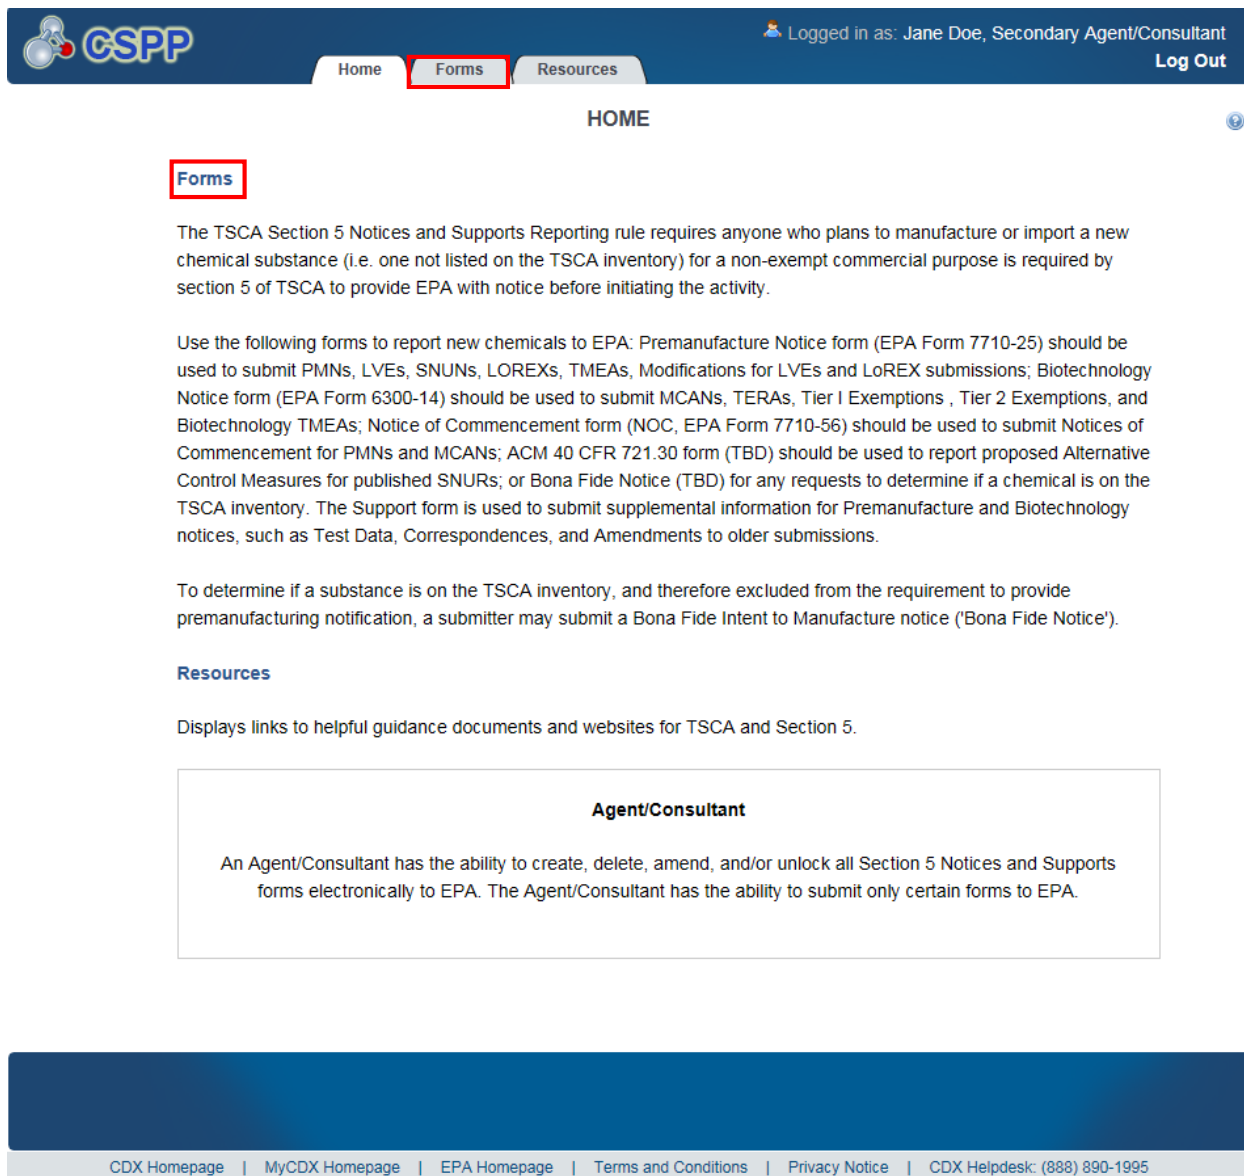 CSPP
Logged in as: Jane Doe, Secondary Agent/Consultant
Log Out
Home
Forms
Resources
HOME
Forms
The TSCA Section 5 Notices and Supports Reporting rule requires anyone who plans to manufacture or import a new
chemical substance (i.e. one not listed on the TSCA inventory) for a non-exempt commercial purpose is required by
section 5 of TSCA to provide EPA with notice before initiating the activity.
Use the following forms to report new chemicals to EPA: Premanufacture Notice form (EPA Form 7710-25) should be
used to submit PMNs, LVEs, SNUNs, LOREXs, TMEAs, Modifications for LVEs and LoREX submissions; Biotechnology
Notice form (EPA Form 6300-14) should be used to submit MCANs, TERAs, Tier I Exemptions , Tier 2 Exemptions, and
Biotechnology TMEAs; Notice of Commencement form (NOC, EPA Form 7710-56) should be used to submit Notices of
Commencement for PMNs and MCANs; ACM 40 CFR 721.30 form (TBD) should be used to report proposed Alternative
Control Measures for published SNURs; or Bona Fide Notice (TBD) for any requests to determine if a chemical is on the
TSCA inventory. The Support form is used to submit supplemental information for Premanufacture and Biotechnology
notices, such as Test Data, Correspondences, and Amendments to older submissions.
To determine if a substance is on the TSCA inventory, and therefore excluded from the requirement to provide
premanufacturing notification, a submitter may submit a Bona Fide Intent to Manufacture notice ('Bona Fide Notice').
Resources
Displays links to helpful guidance documents and websites for TSCA and Section 5.
Agent/Consultant
An Agent/Consultant has the ability to create, delete, amend, and/or unlock all Section 5 Notices and Supports
forms electronically to EPA. The Agent/Consultant has the ability to submit only certain forms to EPA.
CDX Homepage | MyCDX Homepage | EPA Homepage | Terms and Conditions | Privacy Notice | CDX Helpdesk: (888) 890-1995